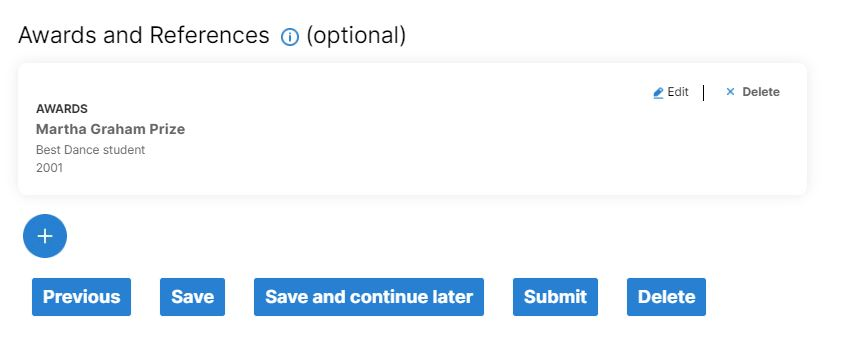 Awards and References (optional)
Edit | × Delete
AWARDS
Martha Graham Prize
Best Dance student
2001
+
Previous Save Save and continue later Submit Delete